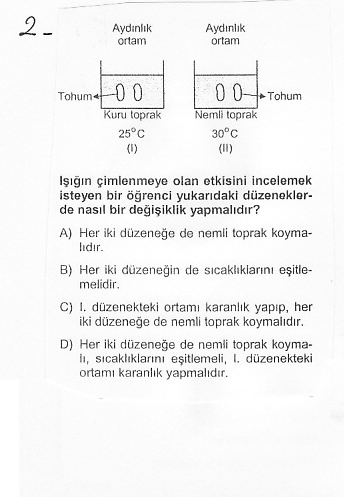 2-
Aydınlık ortam
Aydınlık ortam
Tohum
Tohum
Kuru toprak
Nemli toprak
25°C
30°C
(I)
(II)
Işığın çimlenmeye olan etkisini incelemek
isteyen bir öğrenci yukarıdaki düzenekler-
de nasıl bir değişiklik yapmalıdır?
A) Her iki düzeneğe de nemli toprak koyma-
lıdır.
B) Her iki düzeneğin de sıcaklıklarını eşitle-
melidir.
C) I. düzenekteki ortamı karanlık yapıp, her
iki düzeneğe de nemli toprak koymalıdır.
D) Her iki düzeneğe de nemli toprak koyma-
lı, sıcaklıklarını eşitlemeli, I. düzenekteki
ortamı karanlık yapmalıdır.